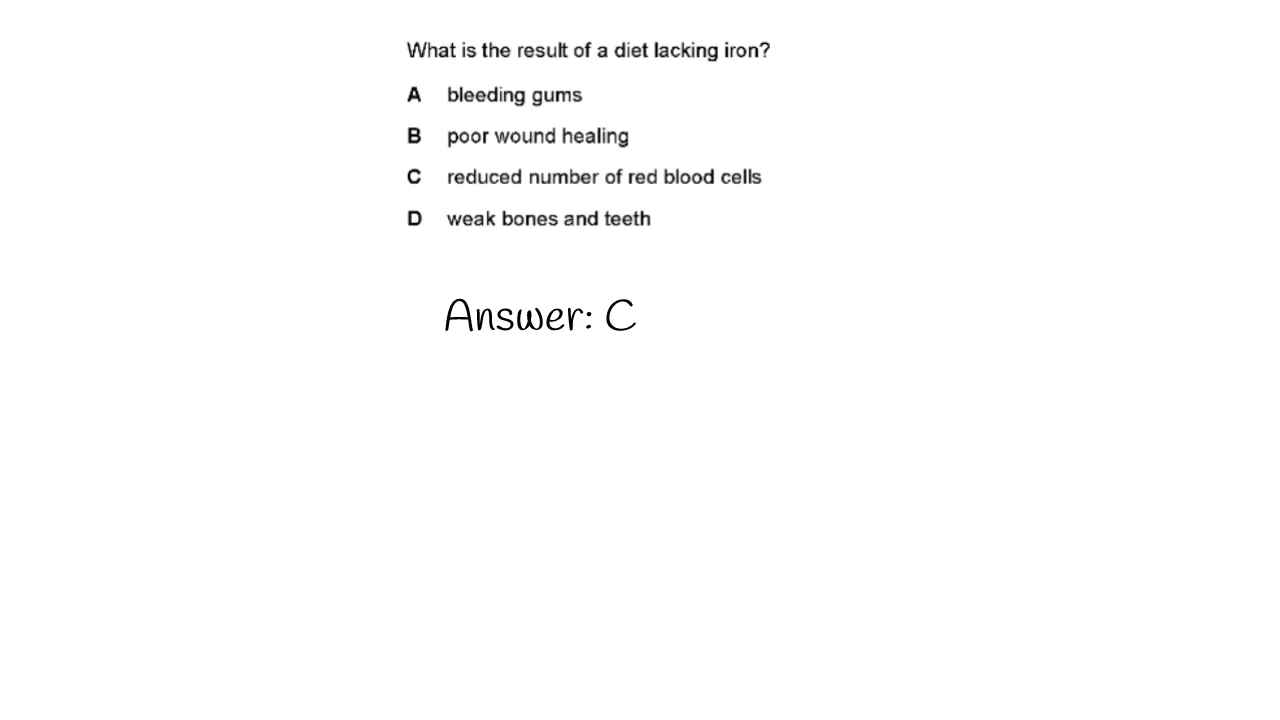 What is the result of a diet lacking iron?
A bleeding gums
B poor wound healing
C reduced number of red blood cells
D weak bones and teeth
Answer: C